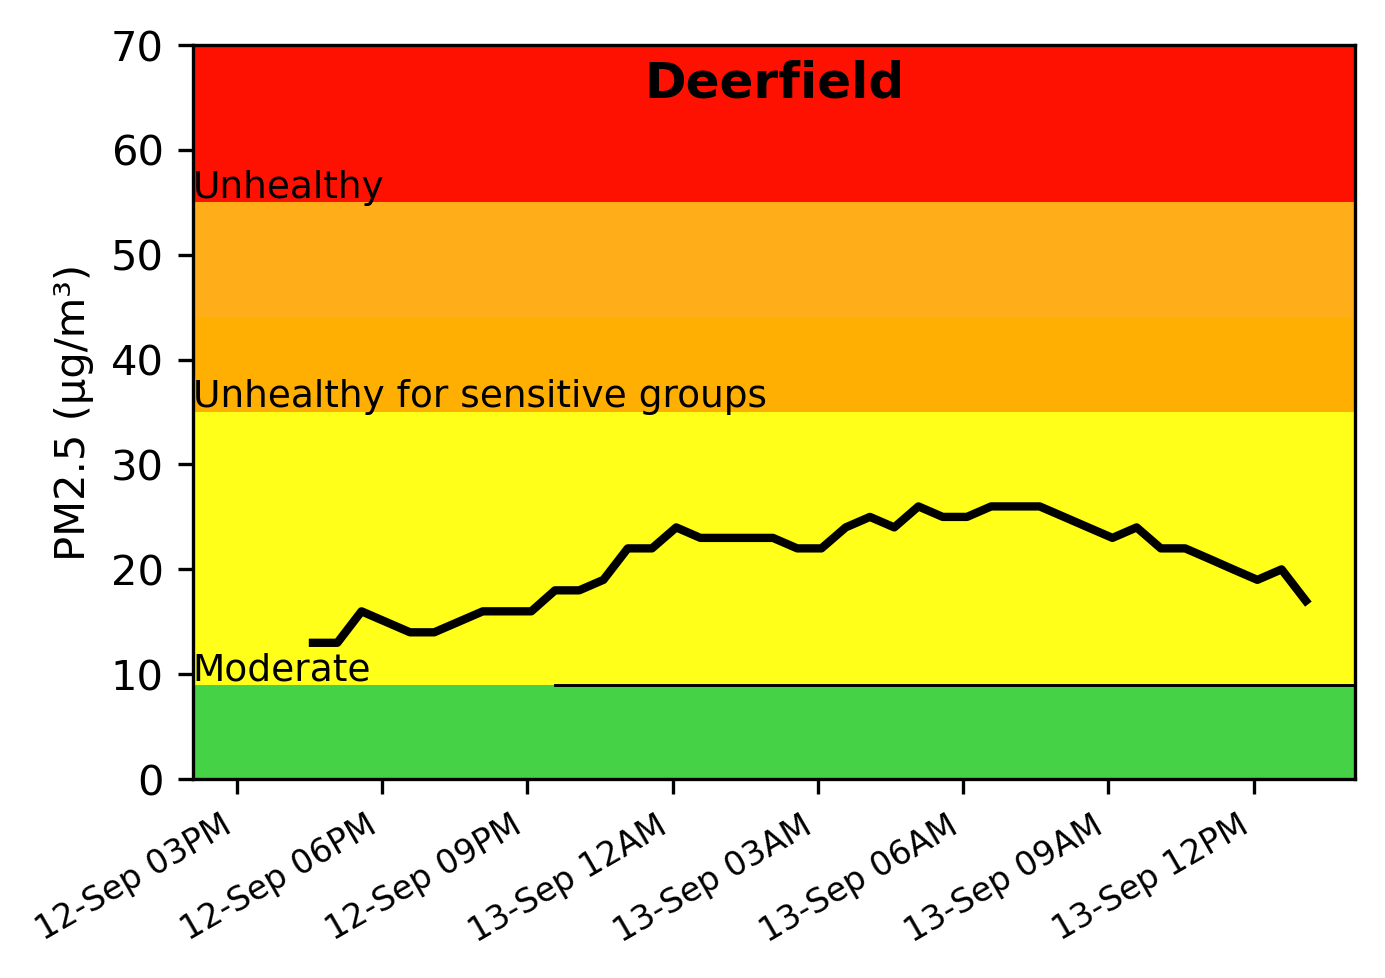 Deerfield
70
60
Unhealthy
50
40
Unhealthy for sensitive groups
30
20
Moderate
10
0
PM2.5 (µg/m³)
12-Sep 03PM
12-Sep 06PM
12-Sep 09PM
13-Sep 12AM
13-Sep 03AM
13-Sep 06AM
13-Sep 09AM
13-Sep 12PM